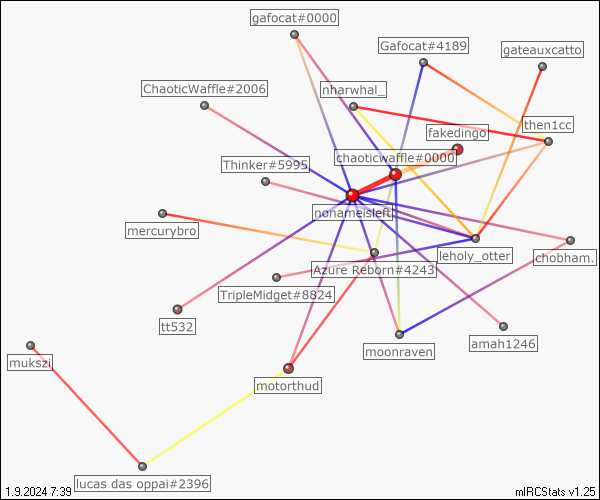 gafocat#0000
Gafocat#4189
gateauxcatto
ChaoticWaffle#2006
nharwhal_
then1cc
fakedingo
chaoticwaffle#0000
Thinker#5995
nonameisleft
mercurybro
leholy_otter
chobham.
Azure Reborn#4243
TripleMidget#8824
tt532
amah1246
moonraven
mukszi
motorthud
lucas das oppai#2396
1.9.2024 7:39
mIRCStats v1.25